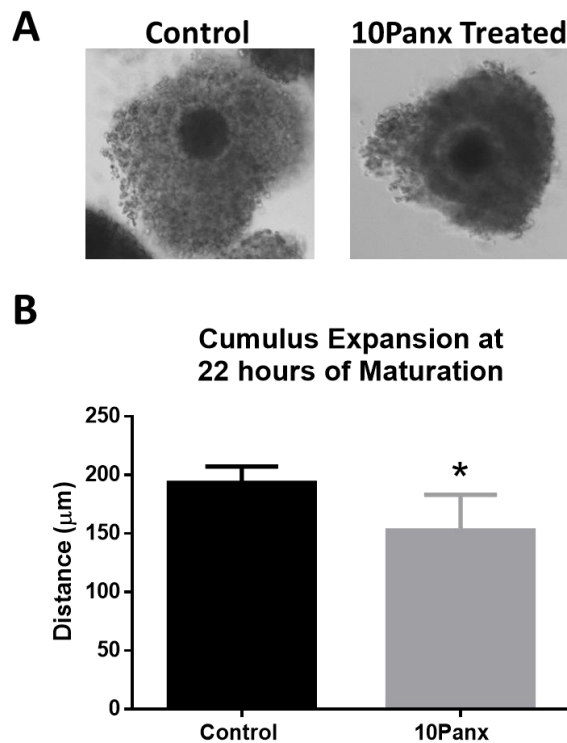 A
Control
10Panx Treated
B
Cumulus Expansion at
22 hours of Maturation
Distance (μm)
250
200
150
100
50
0
*
Control
10Panx